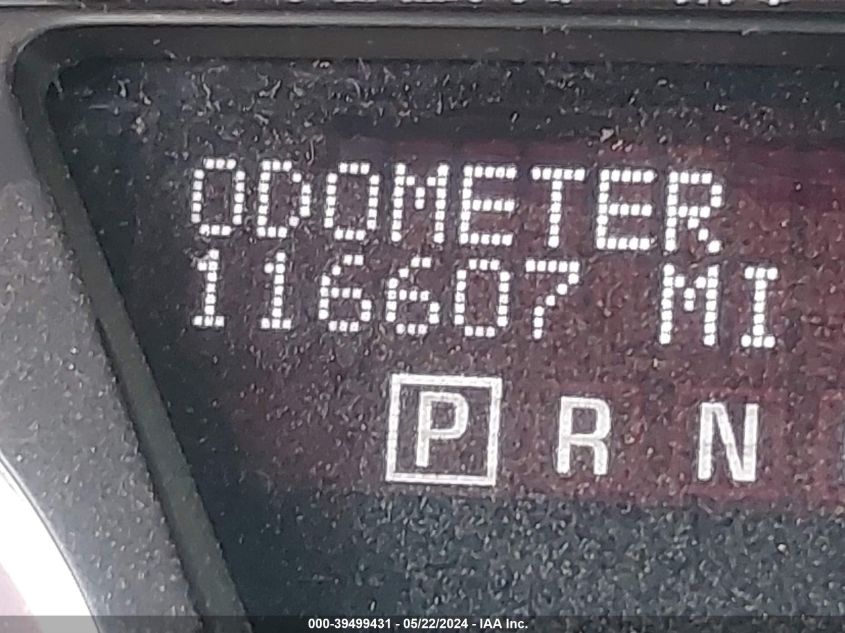 ODOMETER
116607 MI
P R N
000-39499431 - 05/22/2024 - IAA Inc.